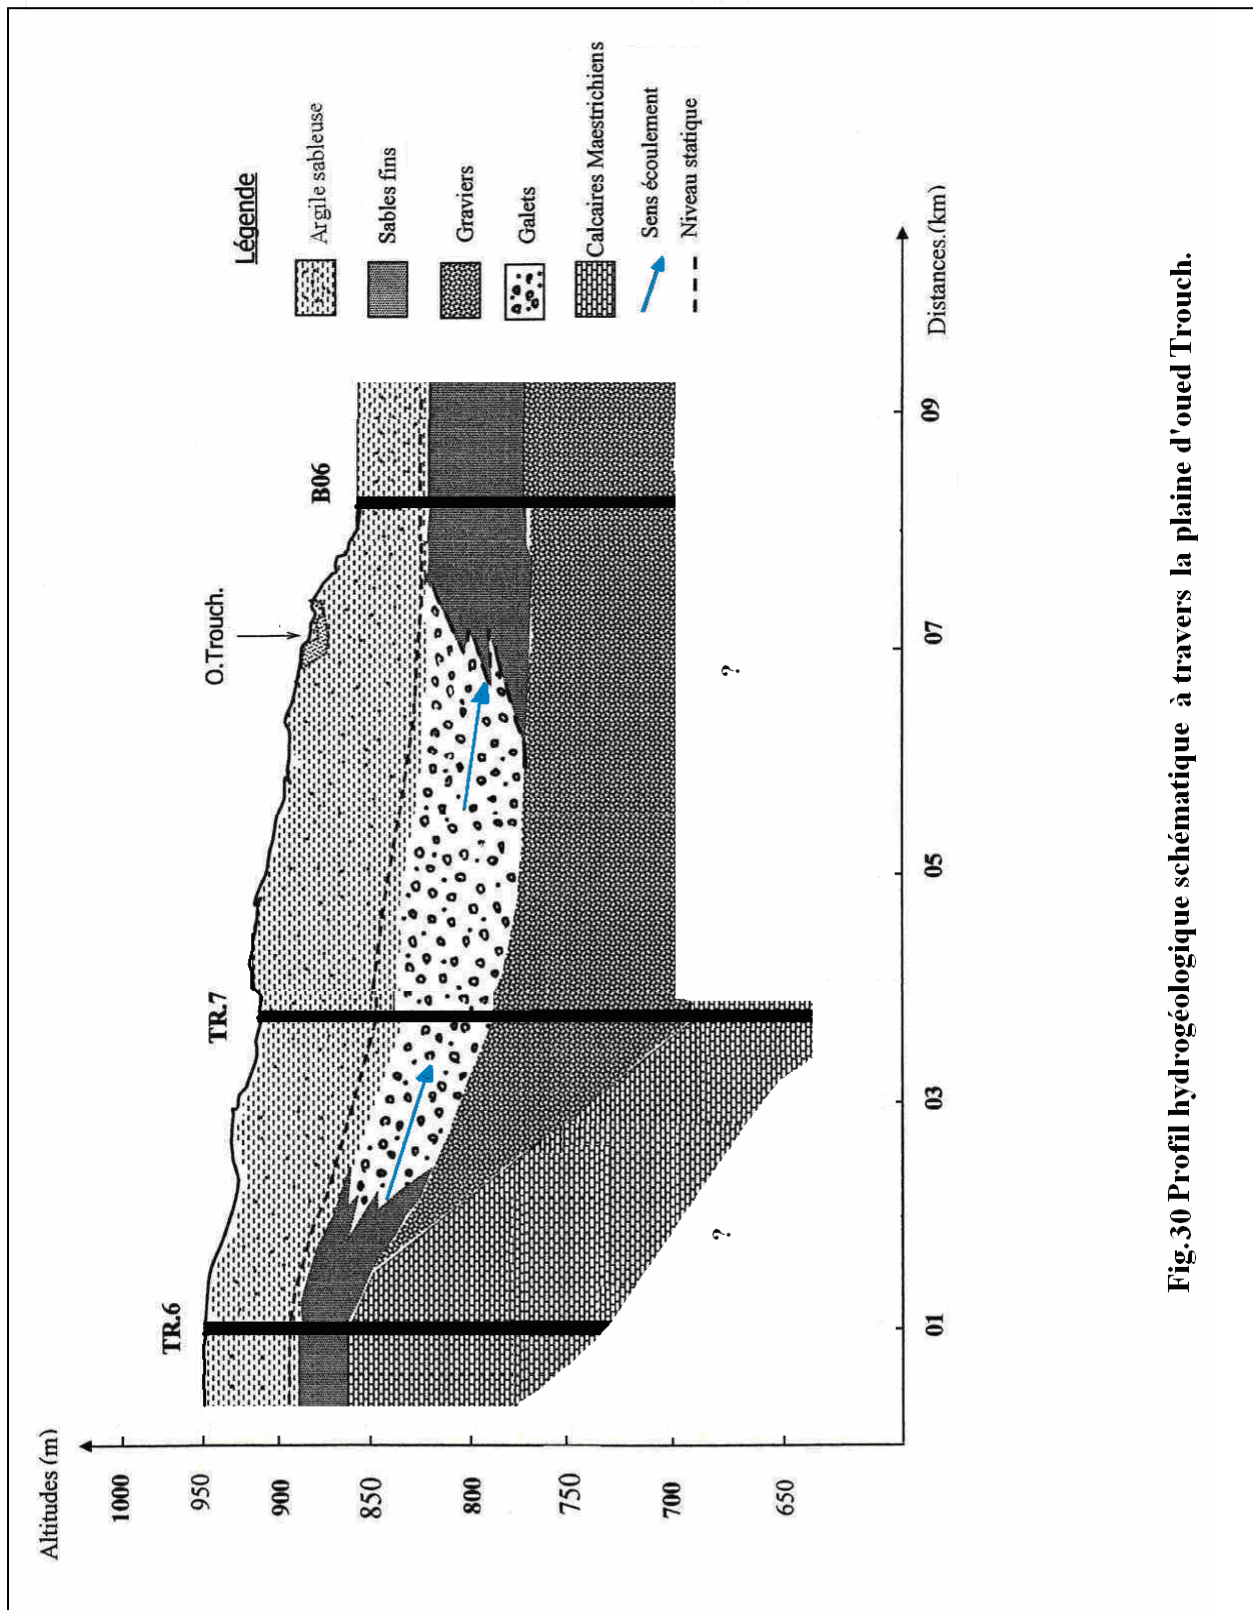 Altitudes (m)
1000
950
900
850
800
750
700
650
TR.6
TR.7
O.Trouch.
B06
?
?
01
03
05
07
09
Distances.(km)
Légende
Argile sableuse
Sables fins
Graviers
Galets
Calcaires Maestrichiens
Sens écoulement
Niveau statique
Fig.30 Profil hydrogéologique schématique à travers la plaine d'oued Trouch.